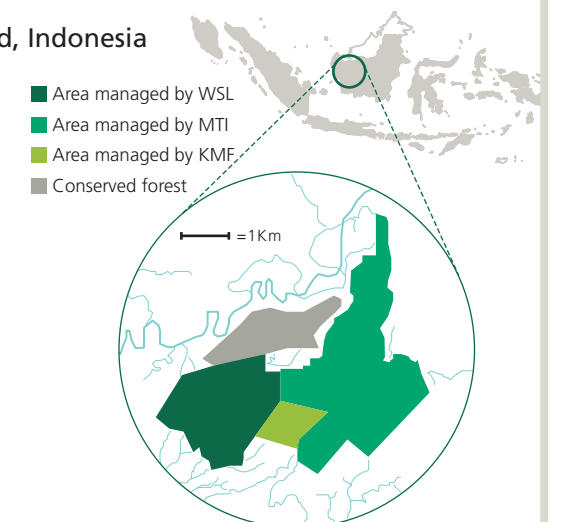 d, Indonesia
Area managed by WSL
Area managed by MTI
Area managed by KMF
Conserved forest
=1Km